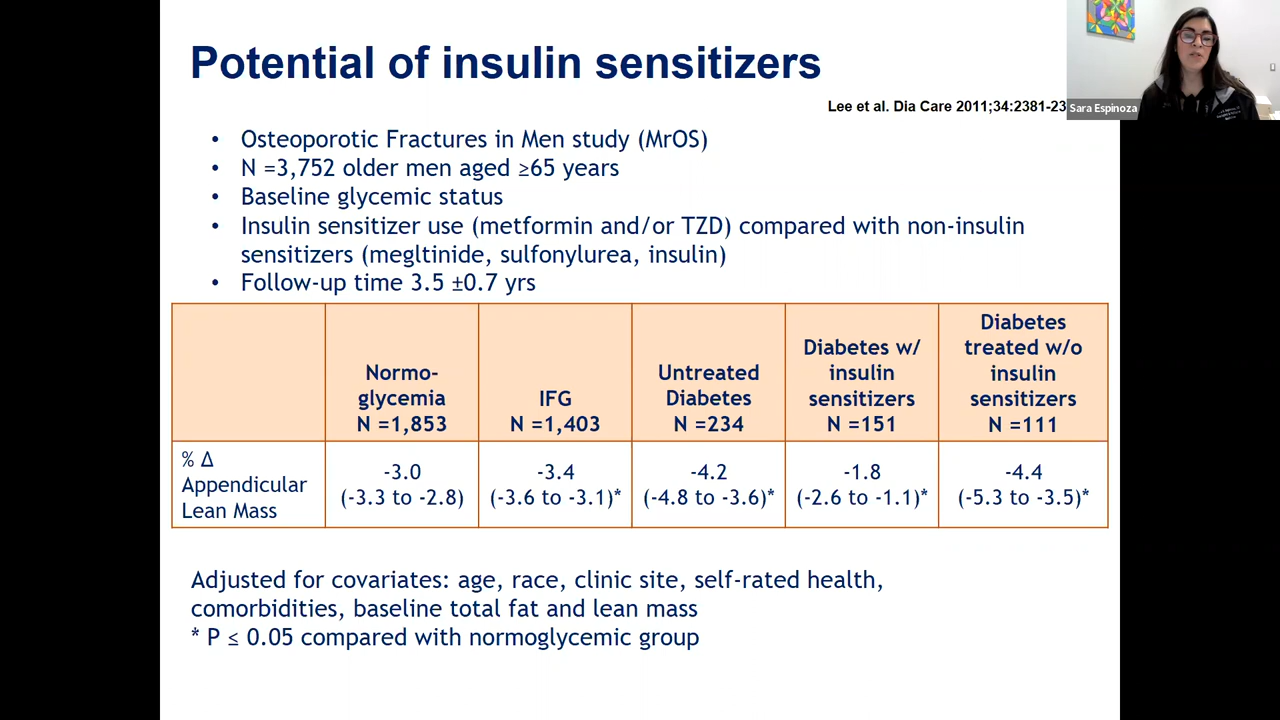 Potential of insulin sensitizers
Lee et al. Dia Care 2011;34:2381-23
Sara Espinoza
• Osteoporotic Fractures in Men study (MrOS)
• N =3,752 older men aged ≥65 years
• Baseline glycemic status
• Insulin sensitizer use (metformin and/or TZD) compared with non-insulin
sensitizers (megltinide, sulfonylurea, insulin)
• Follow-up time 3.5 ±0.7 yrs
Normo-
glycemia
N =1,853
IFG
N =1,403
Untreated
Diabetes
N =234
Diabetes w/
insulin
sensitizers
N =151
Diabetes
treated w/o
insulin
sensitizers
N =111
% Δ
Appendicular
Lean Mass
-3.0
(-3.3 to -2.8)
-3.4
(-3.6 to -3.1)*
-4.2
(-4.8 to -3.6)*
-1.8
(-2.6 to -1.1)*
-4.4
(-5.3 to -3.5)*
Adjusted for covariates: age, race, clinic site, self-rated health,
comorbidities, baseline total fat and lean mass
* P ≤ 0.05 compared with normoglycemic group